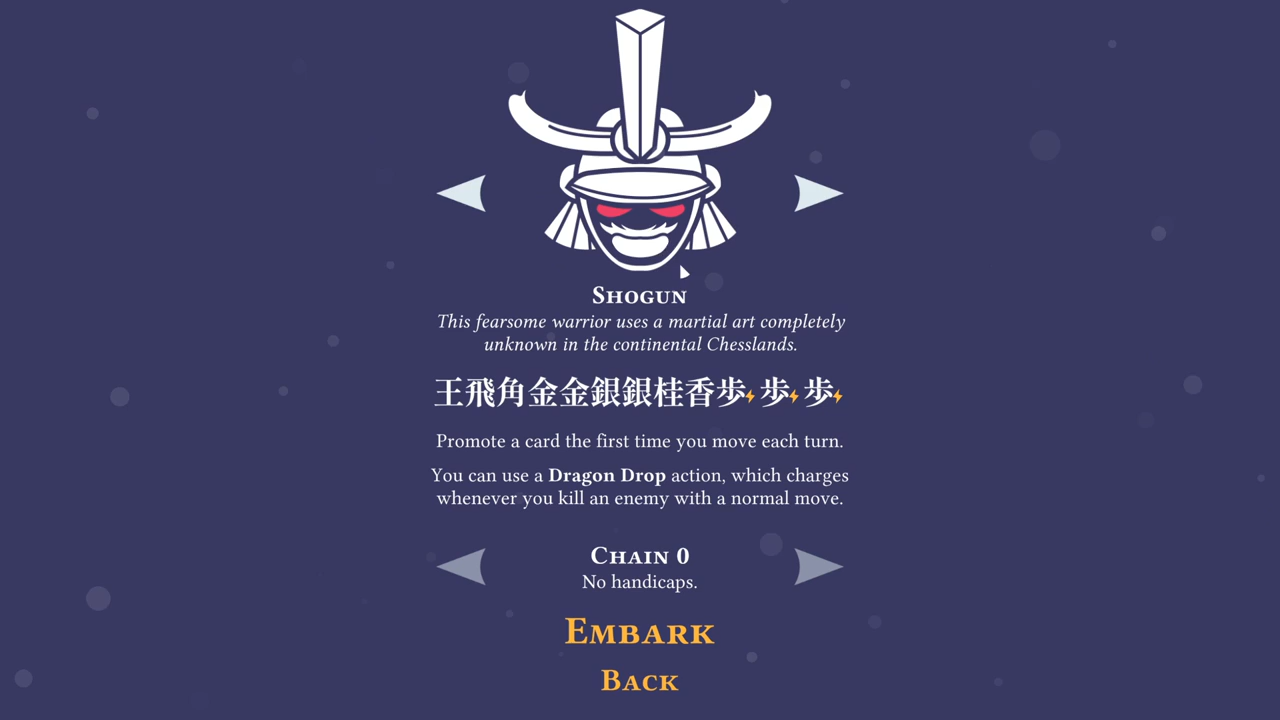 Shogun
This fearsome warrior uses a martial art completely
unknown in the continental Chesslands.
王飛角金金銀銀桂香歩歩歩
Promote a card the first time you move each turn.
You can use a Dragon Drop action, which charges
whenever you kill an enemy with a normal move.
Chain 0
No handicaps.
Embark
Back